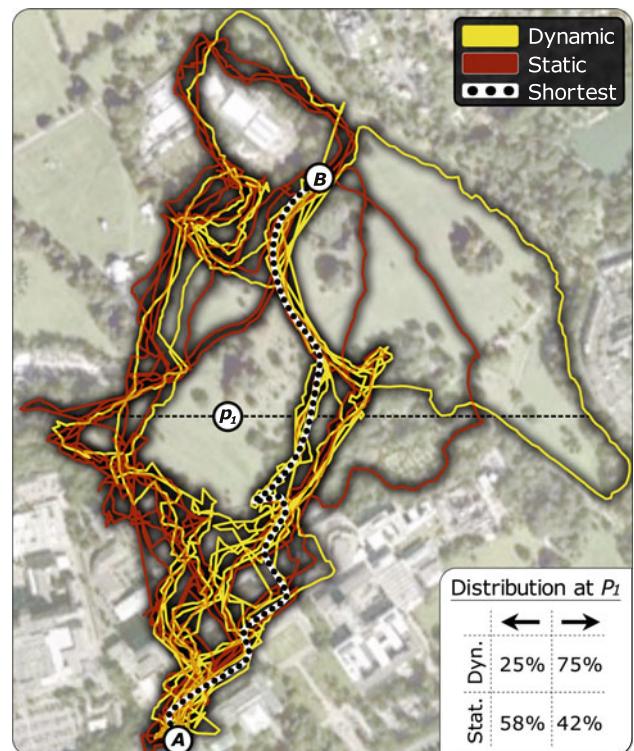 Dynamic
Static
Shortest
B
P1
A
Distribution at P1
← →
Dyn. 25% 75%
Stat. 58% 42%